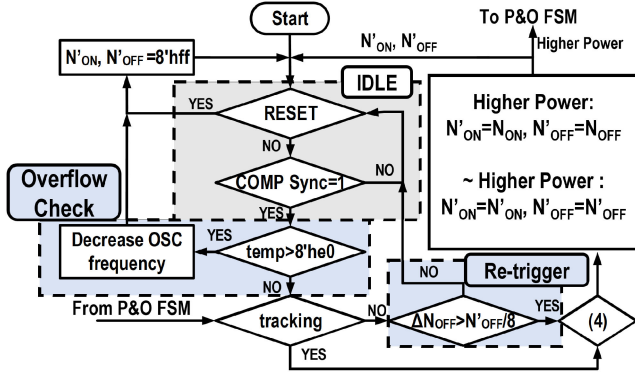 Start
To P&O FSM
Higher Power
N'ON, N'OFF
N'ON, N'OFF =8'hff
IDLE
YES
RESET
NO
COMP Sync=1
NO
YES
Overflow
Check
Decrease OSC
frequency
YES
temp>8'he0
NO
Higher Power:
N'ON=NON, N'OFF=NOFF
~ Higher Power :
N'ON=N'ON, N'OFF=N'OFF
NO
Re-trigger
From P&O FSM
tracking
NO
ΔNOFF>N'OFF/8
YES
(4)
YES